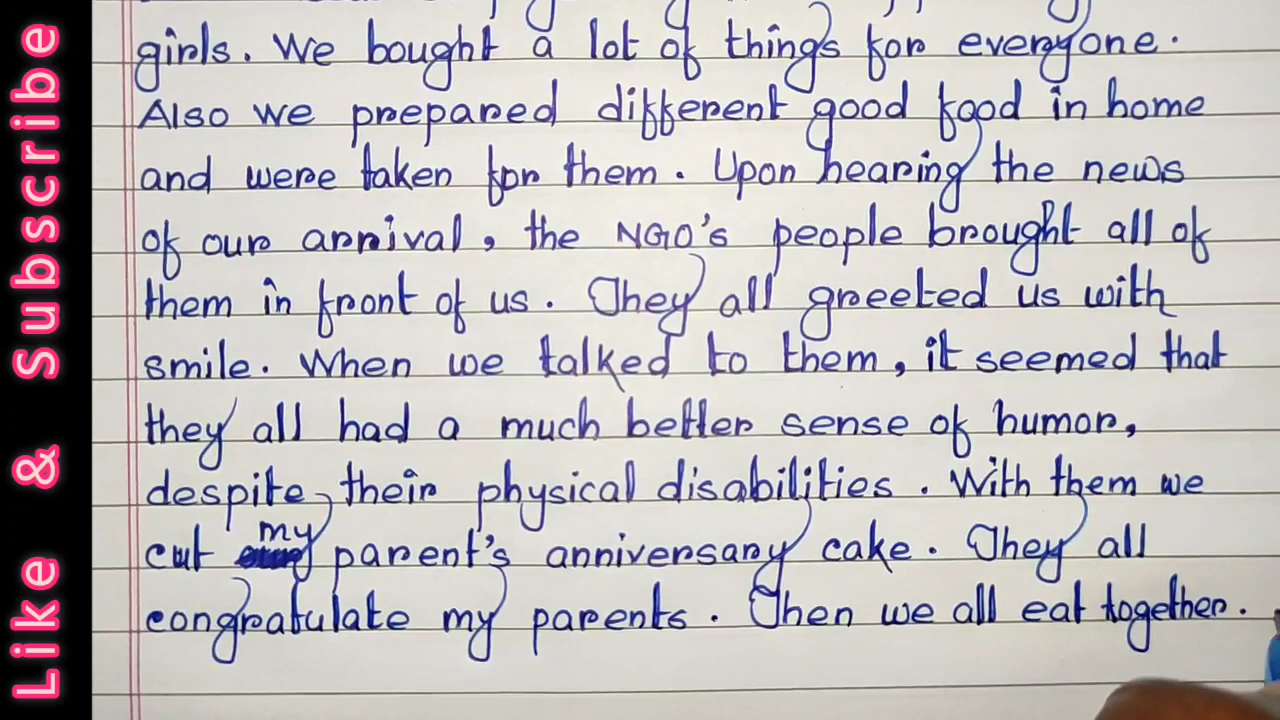 Like & Subscribe
girls. We bought a lot of things for everyone.
Also we prepared different good food in home
and were taken for them. Upon hearing the news
of our arrival, the NGO's people brought all of
them in front of us. They all greeted us with
smile. When we talked to them, it seemed that
they all had a much better sense of humor,
despite their physical disabilities. With them we
cut my parent's anniversary cake. They all
congratulate my parents. Then we all eat together.